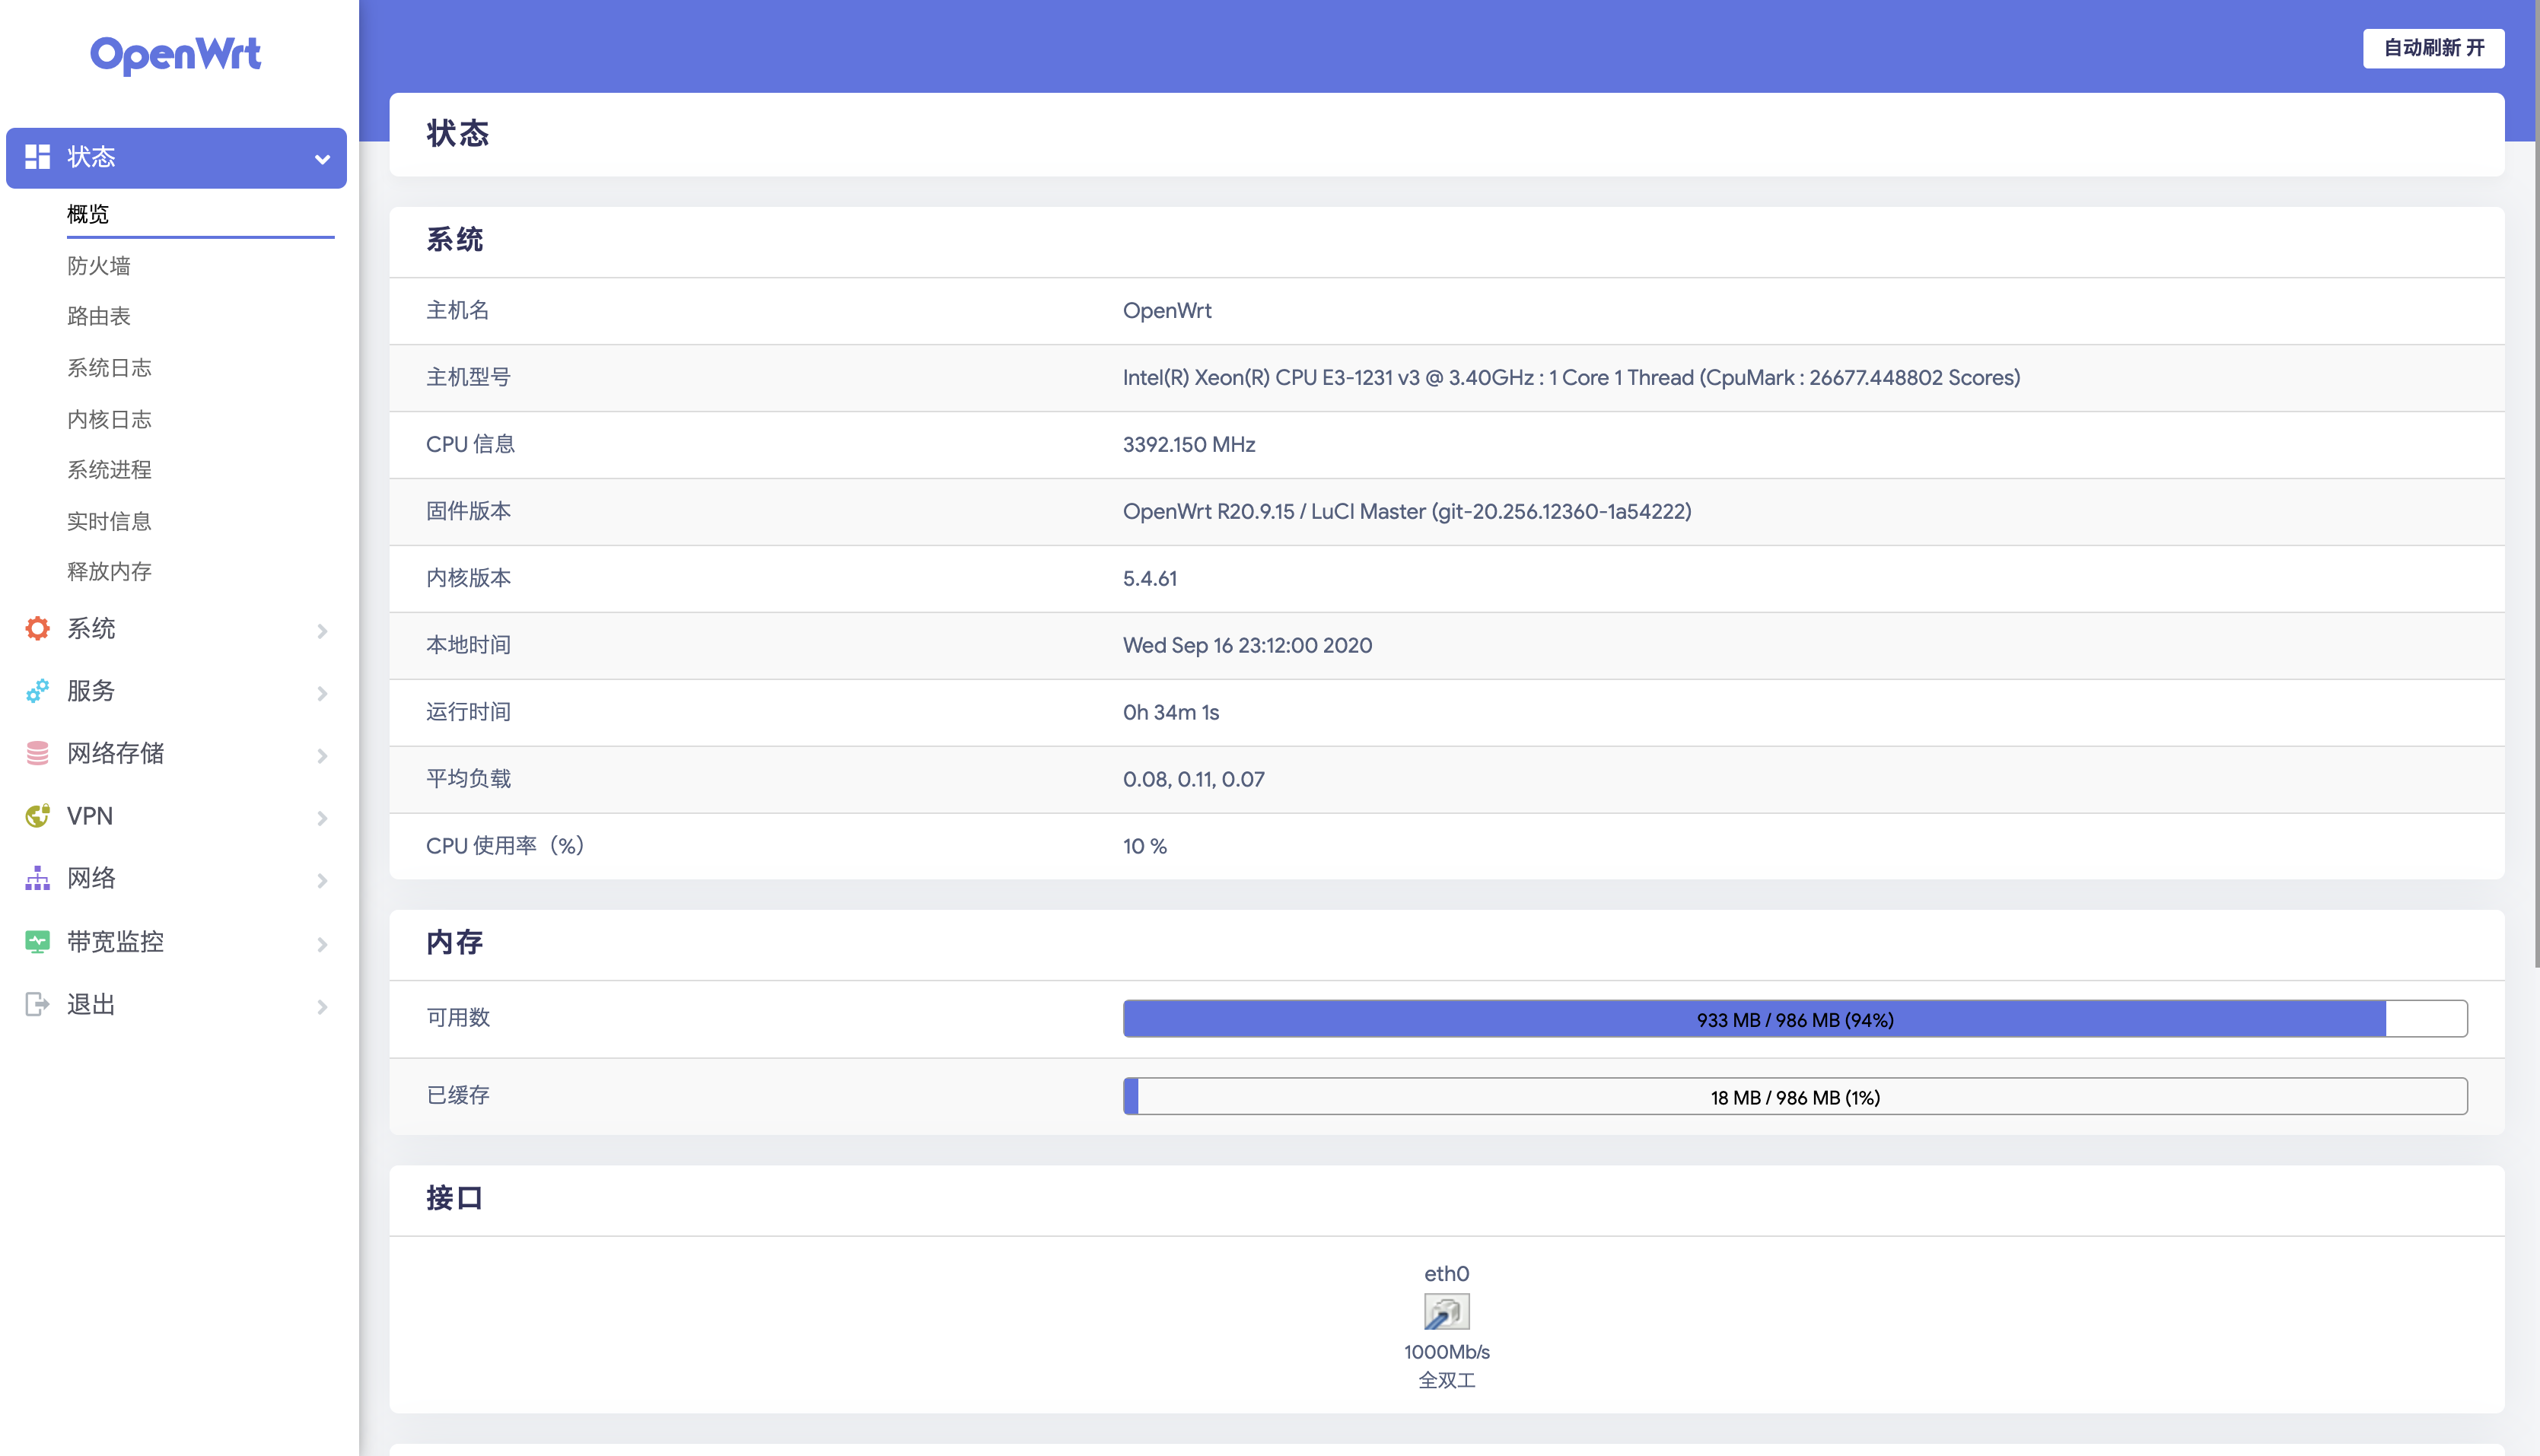 OpenWrt
自动刷新 开
状态
概览
防火墙
路由表
系统日志
内核日志
系统进程
实时信息
释放内存
系统
服务
网络存储
VPN
网络
带宽监控
退出
状态
系统
主机名 OpenWrt
主机型号 Intel(R) Xeon(R) CPU E3-1231 v3 @ 3.40GHz : 1 Core 1 Thread (CpuMark : 26677.448802 Scores)
CPU 信息 3392.150 MHz
固件版本 OpenWrt R20.9.15 / LuCI Master (git-20.256.12360-1a54222)
内核版本 5.4.61
本地时间 Wed Sep 16 23:12:00 2020
运行时间 0h 34m 1s
平均负载 0.08, 0.11, 0.07
CPU 使用率（%） 10 %
内存
可用数 933 MB / 986 MB (94%)
已缓存 18 MB / 986 MB (1%)
接口
eth0
1000Mb/s
全双工